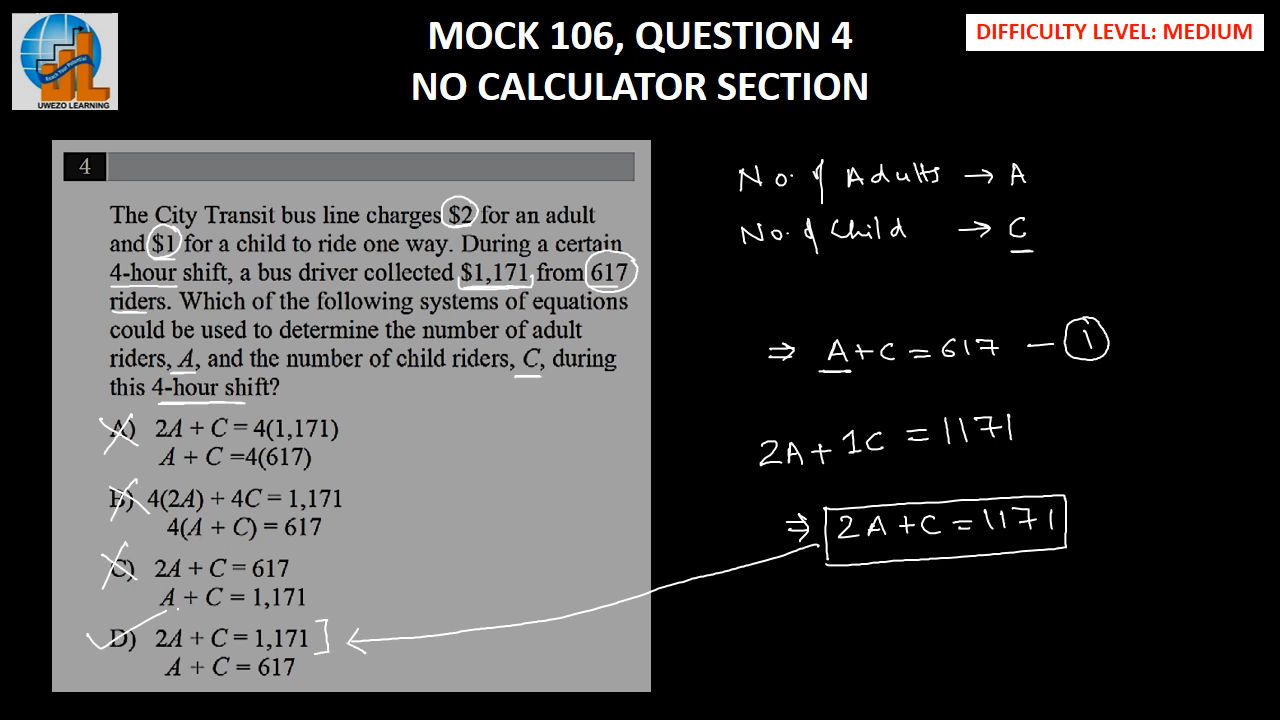 MOCK 106, QUESTION 4
NO CALCULATOR SECTION
DIFFICULTY LEVEL: MEDIUM
Reach Your Potential
UWEZO LEARNING
4
The City Transit bus line charges $2 for an adult
and $1 for a child to ride one way. During a certain
4-hour shift, a bus driver collected $1,171 from 617
riders. Which of the following systems of equations
could be used to determine the number of adult
riders, A, and the number of child riders, C, during
this 4-hour shift?
A) 2A + C = 4(1,171)
A + C =4(617)
B) 4(2A) + 4C = 1,171
4(A + C) = 617
C) 2A + C = 617
A + C = 1,171
D) 2A + C = 1,171
A + C = 617
No. of Adults → A
No. of Child → C
⇒ A+C = 617 — 1
2A + 1C = 1171
⇒ 2A + C = 1171